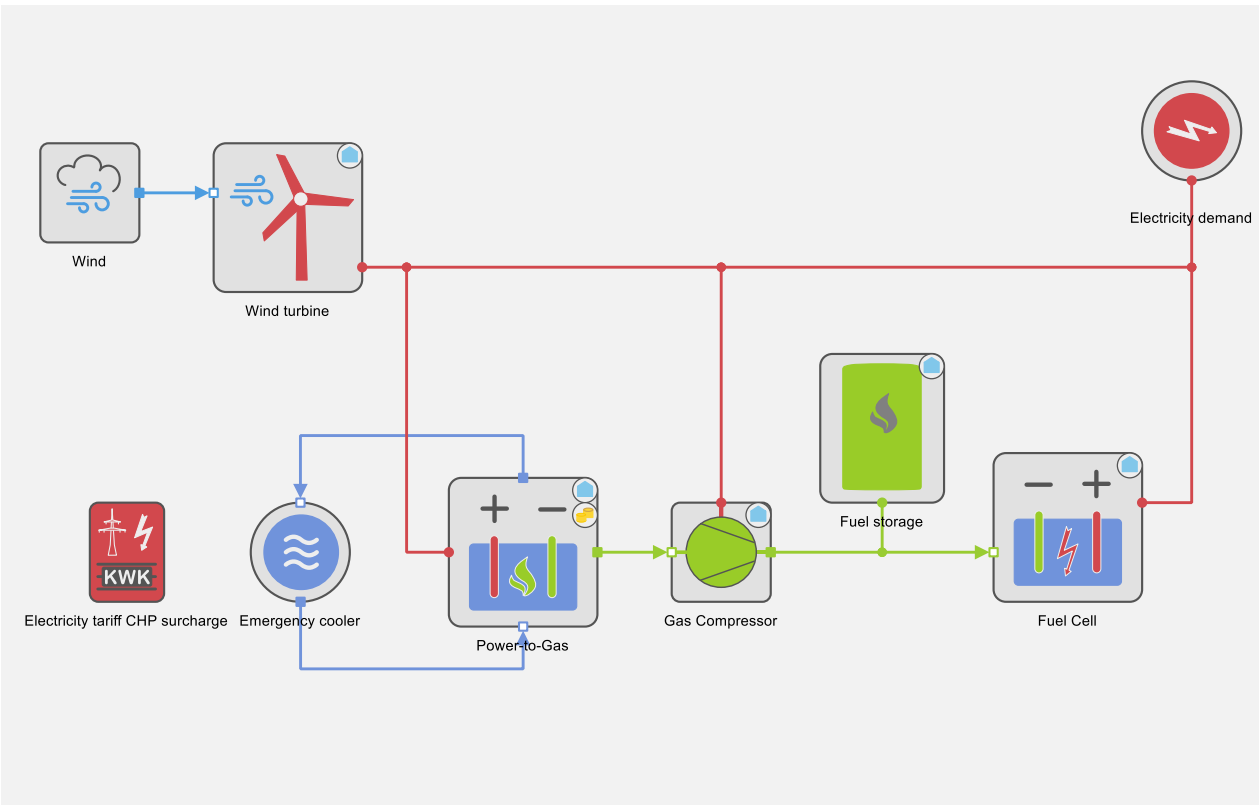 Electricity demand
Wind
Wind turbine
Fuel storage
KWK
Electricity tariff CHP surcharge
Emergency cooler
Power-to-Gas
Gas Compressor
Fuel Cell